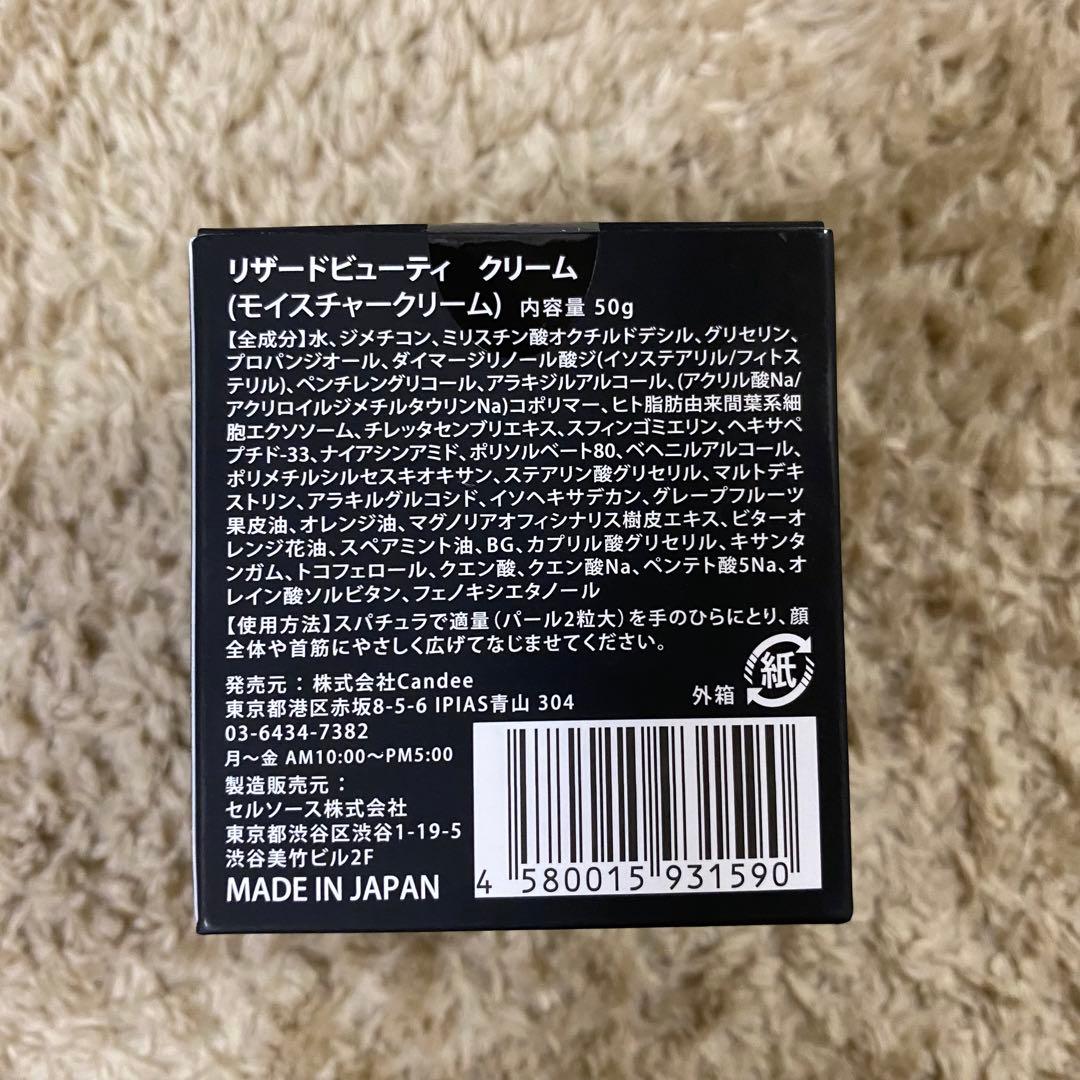 リザードビューティ　クリーム
(モイスチャークリーム) 内容量 50g
【全成分】水、ジメチコン、ミリスチン酸オクチルドデシル、グリセリン、
プロパンジオール、ダイマージリノール酸ジ(イソステアリル/フィトス
テリル)、ペンチレングリコール、アラキジルアルコール、(アクリル酸Na/
アクリロイルジメチルタウリンNa)コポリマー、ヒト脂肪由来間葉系細
胞エクソソーム、チレッタセンブリエキス、スフィンゴミエリン、ヘキサペ
プチド-33、ナイアシンアミド、ポリソルベート80、ベヘニルアルコール、
ポリメチルシルセスキオキサン、ステアリン酸グリセリル、マルトデキ
ストリン、アラキルグルコシド、イソヘキサデカン、グレープフルーツ
果皮油、オレンジ油、マグノリアオフィシナリス樹皮エキス、ビターオ
レンジ花油、スペアミント油、BG、カプリル酸グリセリル、キサンタ
ンガム、トコフェロール、クエン酸、クエン酸Na、ペンテト酸5Na、オ
レイン酸ソルビタン、フェノキシエタノール
【使用方法】スパチュラで適量(パール2粒大)を手のひらにとり、顔
全体や首筋にやさしく広げてなじませてください。
発売元：株式会社Candee
東京都港区赤坂8-5-6 IPIAS青山 304
03-6434-7382
月～金 AM10:00～PM5:00
製造販売元：
セルソース株式会社
東京都渋谷区渋谷1-19-5
渋谷美竹ビル2F
MADE IN JAPAN
外箱 紙
4 580015 931590